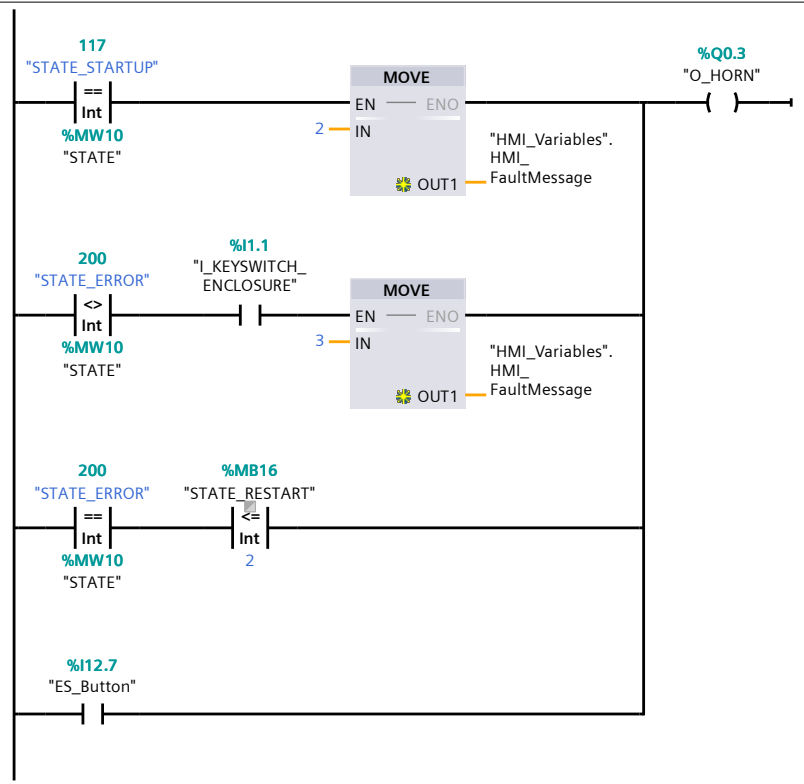 117
"STATE_STARTUP"
==
Int
%MW10
"STATE"
MOVE
EN
ENO
2
IN
OUT1
"HMI_Variables".
HMI_
FaultMessage
%Q0.3
"O_HORN"
200
"STATE_ERROR"
<>
Int
%MW10
"STATE"
%I1.1
"I_KEYSWITCH_
ENCLOSURE"
MOVE
EN
ENO
3
IN
OUT1
"HMI_Variables".
HMI_
FaultMessage
200
"STATE_ERROR"
==
Int
%MW10
"STATE"
%MB16
"STATE_RESTART"
<=
Int
2
%I12.7
"ES_Button"